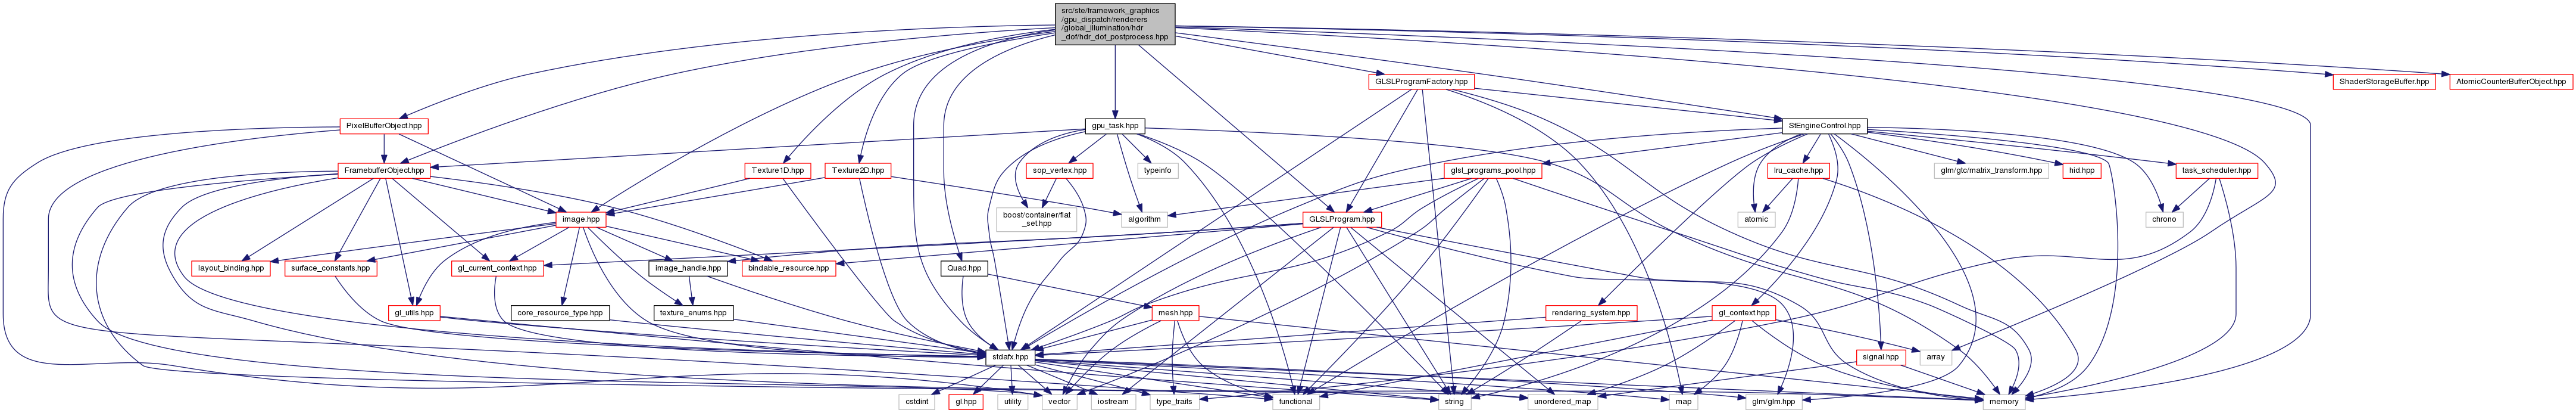 src/ste/framework_graphics
/gpu_dispatch/renderers
/global_illumination/hdr
_dof/hdr_dof_postprocess.hpp
GLSLProgramFactory.hpp
ShaderStorageBuffer.hpp
AtomicCounterBufferObject.hpp
PixelBufferObject.hpp
gpu_task.hpp
StEngineControl.hpp
FramebufferObject.hpp
Texture1D.hpp
Texture2D.hpp
sop_vertex.hpp
typeinfo
glsl_programs_pool.hpp
lru_cache.hpp
glm/gtc/matrix_transform.hpp
hid.hpp
task_scheduler.hpp
image.hpp
boost/container/flat
_set.hpp
algorithm
GLSLProgram.hpp
atomic
chrono
layout_binding.hpp
surface_constants.hpp
gl_current_context.hpp
image_handle.hpp
bindable_resource.hpp
Quad.hpp
gl_utils.hpp
core_resource_type.hpp
texture_enums.hpp
mesh.hpp
rendering_system.hpp
gl_context.hpp
stdafx.hpp
signal.hpp
array
cstdint
gl.hpp
utility
vector
iostream
type_traits
functional
string
unordered_map
map
glm/glm.hpp
memory